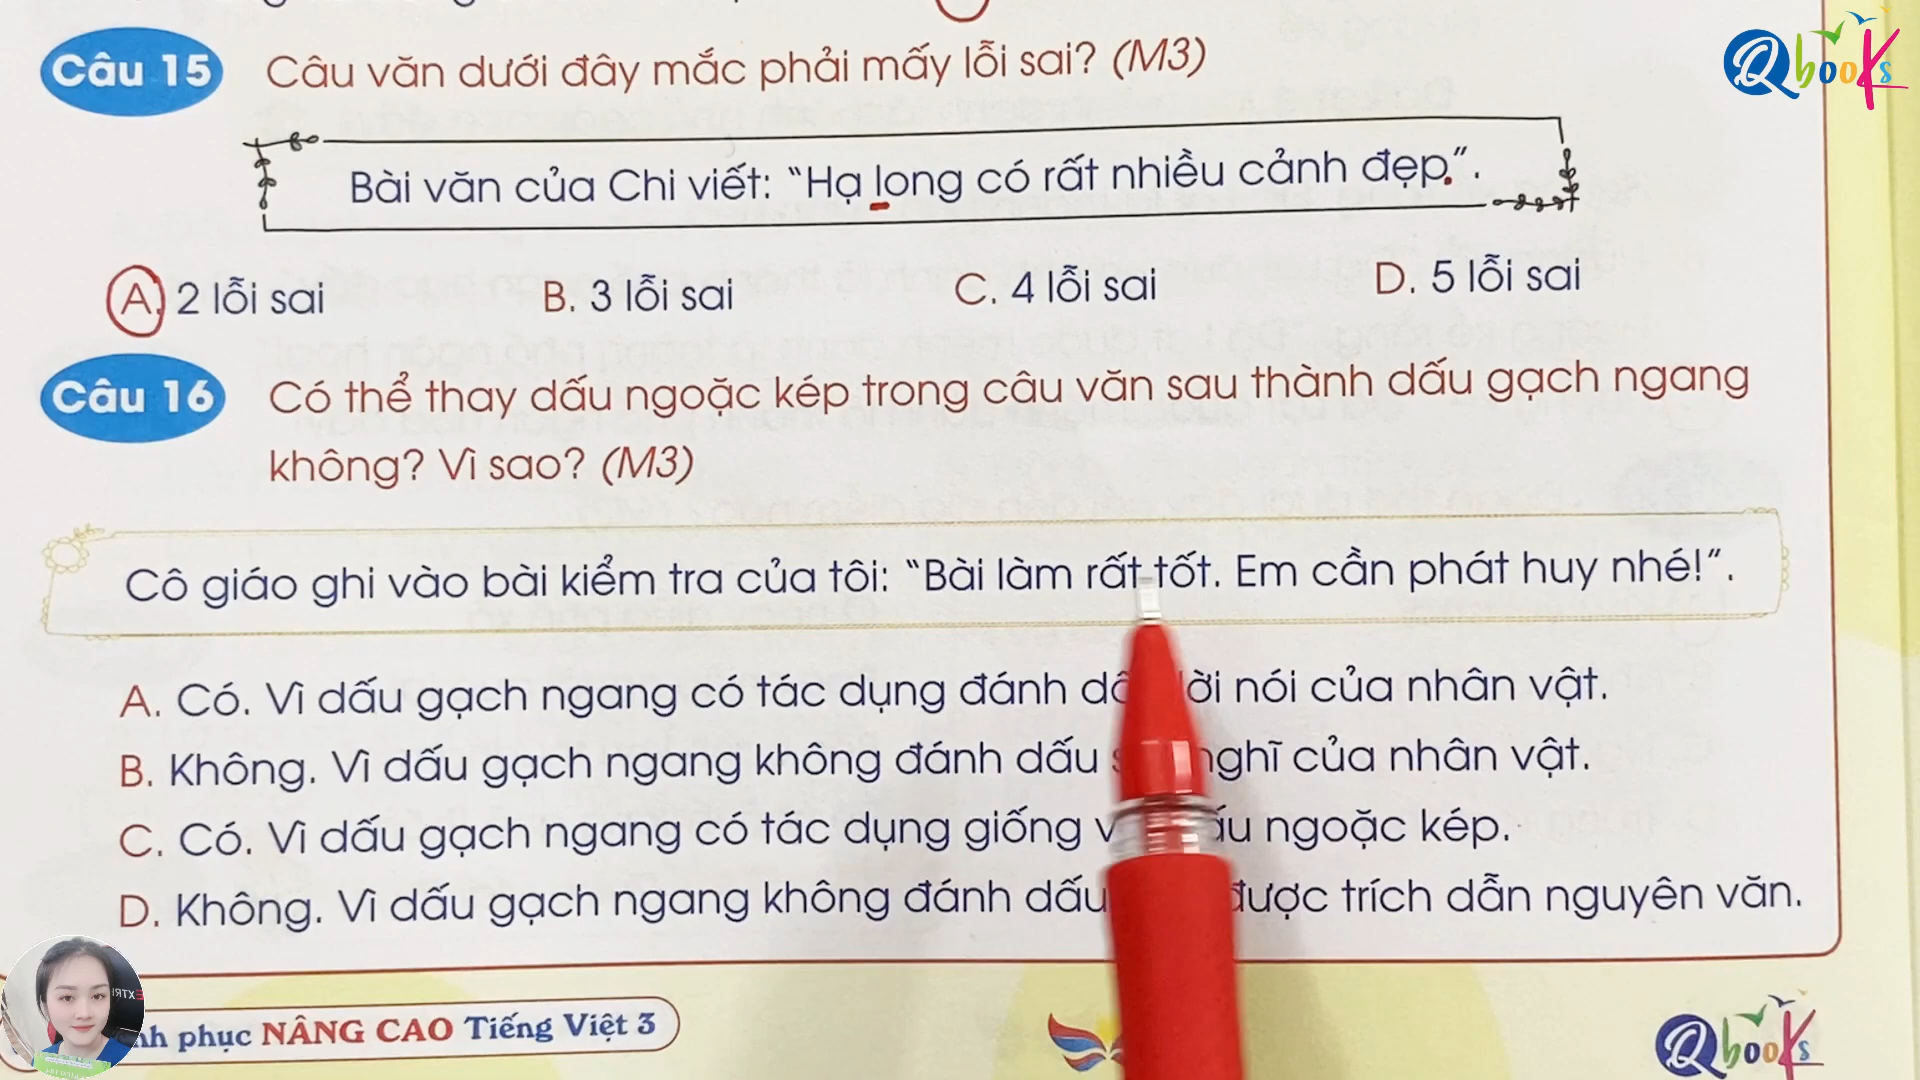 Qbooks
Câu 15 Câu văn dưới đây mắc phải mấy lỗi sai? (M3)
Bài văn của Chi viết: “Hạ long có rất nhiều cảnh đẹp.”.
A. 2 lỗi sai B. 3 lỗi sai C. 4 lỗi sai D. 5 lỗi sai
Câu 16 Có thể thay dấu ngoặc kép trong câu văn sau thành dấu gạch ngang
không? Vì sao? (M3)
Cô giáo ghi vào bài kiểm tra của tôi: “Bài làm rất tốt. Em cần phát huy nhé!”.
A. Có. Vì dấu gạch ngang có tác dụng đánh lời nói của nhân vật.
B. Không. Vì dấu gạch ngang không đánh dấu nghĩ của nhân vật.
C. Có. Vì dấu gạch ngang có tác dụng giống ngoặc kép.
D. Không. Vì dấu gạch ngang không đánh dấu được trích dẫn nguyên văn.
phục NÂNG CAO Tiếng Việt 3
Qbooks